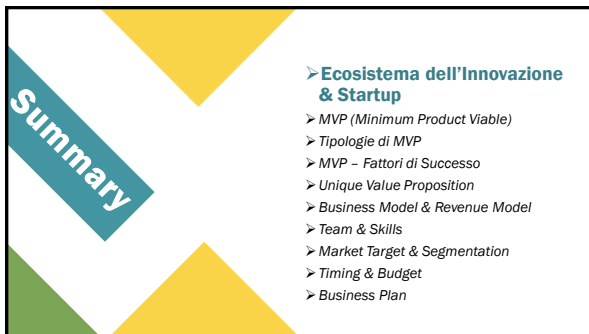 Summary
➢Ecosistema dell'Innovazione
& Startup
➢ MVP (Minimum Product Viable)
➢ Tipologie di MVP
➢ MVP – Fattori di Successo
➢ Unique Value Proposition
➢ Business Model & Revenue Model
➢ Team & Skills
➢ Market Target & Segmentation
➢ Timing & Budget
➢ Business Plan